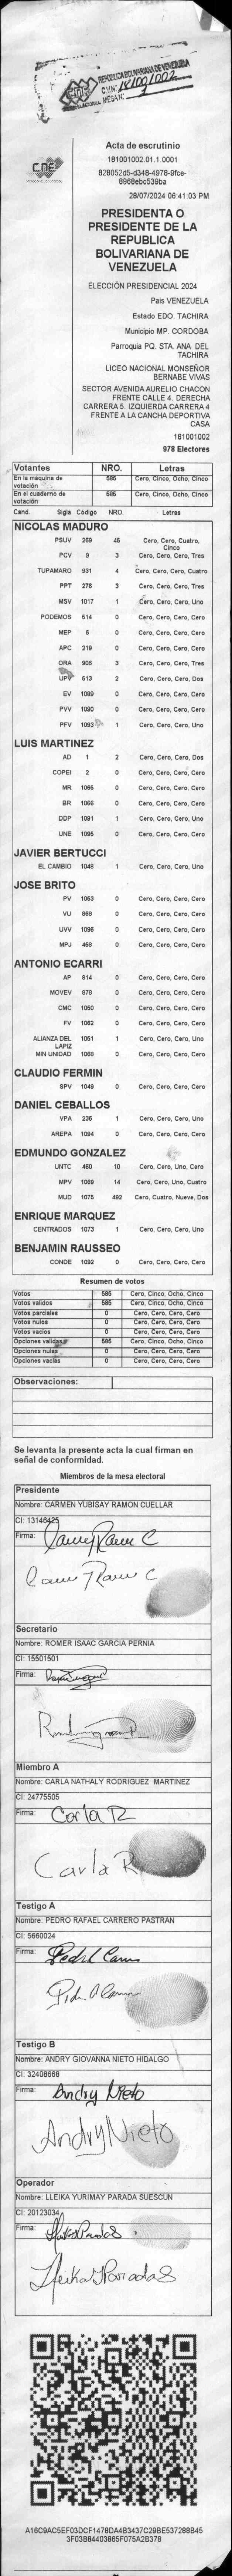 REPÚBLICA BOLIVARIANA DE VENEZUELA
MESA N° 1
CNE
Acta de escrutinio
181001002.01.1.0001
828052d5-d348-4978-9fce-
8968ebc539ba
28/07/2024 06:41:03 PM
PRESIDENTA O
PRESIDENTE DE LA
REPUBLICA
BOLIVARIANA DE
VENEZUELA
ELECCIÓN PRESIDENCIAL 2024
País VENEZUELA
Estado EDO. TACHIRA
Municipio MP. CORDOBA
Parroquia PQ. STA. ANA DEL
TACHIRA
LICEO NACIONAL MONSEÑOR
BERNABE VIVAS
SECTOR AVENIDA AURELIO CHACON
FRENTE CALLE 4. DERECHA
CARRERA 5. IZQUIERDA CARRERA 4
FRENTE A LA CANCHA DEPORTIVA
CASA
181001002
978 Electores
Votantes NRO. Letras
En la máquina de votación 585 Cero, Cinco, Ocho, Cinco
En el cuaderno de votación 585 Cero, Cinco, Ocho, Cinco
Cand. Sigla Código NRO. Letras
NICOLAS MADURO
PSUV 269 45 Cero, Cero, Cuatro, Cinco
PCV 9 3 Cero, Cero, Cero, Tres
TUPAMARO 931 4 Cero, Cero, Cero, Cuatro
PPT 276 3 Cero, Cero, Cero, Tres
MSV 1017 1 Cero, Cero, Cero, Uno
PODEMOS 514 0 Cero, Cero, Cero, Cero
MEP 6 0 Cero, Cero, Cero, Cero
APC 219 0 Cero, Cero, Cero, Cero
ORA 906 3 Cero, Cero, Cero, Tres
UPV 613 2 Cero, Cero, Cero, Dos
EV 1089 0 Cero, Cero, Cero, Cero
PVV 1090 0 Cero, Cero, Cero, Cero
PFV 1093 1 Cero, Cero, Cero, Uno
LUIS MARTINEZ
AD 1 2 Cero, Cero, Cero, Dos
COPEI 2 0 Cero, Cero, Cero, Cero
MR 1085 0 Cero, Cero, Cero, Cero
BR 1066 0 Cero, Cero, Cero, Cero
DDP 1091 1 Cero, Cero, Cero, Uno
UNE 1095 0 Cero, Cero, Cero, Cero
JAVIER BERTUCCI
EL CAMBIO 1048 1 Cero, Cero, Cero, Uno
JOSE BRITO
PV 1053 0 Cero, Cero, Cero, Cero
VU 868 0 Cero, Cero, Cero, Cero
UVV 1096 0 Cero, Cero, Cero, Cero
MPJ 458 0 Cero, Cero, Cero, Cero
ANTONIO ECARRI
AP 814 0 Cero, Cero, Cero, Cero
MOVEV 878 0 Cero, Cero, Cero, Cero
CMC 1050 0 Cero, Cero, Cero, Cero
FV 1062 0 Cero, Cero, Cero, Cero
ALIANZA DEL LAPIZ 1051 1 Cero, Cero, Cero, Uno
MIN UNIDAD 1068 0 Cero, Cero, Cero, Cero
CLAUDIO FERMIN
SPV 1049 0 Cero, Cero, Cero, Cero
DANIEL CEBALLOS
VPA 236 1 Cero, Cero, Cero, Uno
AREPA 1094 0 Cero, Cero, Cero, Cero
EDMUNDO GONZALEZ
UNTC 460 10 Cero, Cero, Uno, Cero
MPV 1069 14 Cero, Cero, Uno, Cuatro
MUD 1075 492 Cero, Cuatro, Nueve, Dos
ENRIQUE MARQUEZ
CENTRADOS 1073 1 Cero, Cero, Cero, Uno
BENJAMIN RAUSSEO
CONDE 1092 0 Cero, Cero, Cero, Cero
Resumen de votos
Votos 585 Cero, Cinco, Ocho, Cinco
Votos validos 585 Cero, Cinco, Ocho, Cinco
Votos parciales 0 Cero, Cero, Cero, Cero
Votos nulos 0 Cero, Cero, Cero, Cero
Votos vacios 0 Cero, Cero, Cero, Cero
Opciones validas 585 Cero, Cinco, Ocho, Cinco
Opciones nulas 0 Cero, Cero, Cero, Cero
Opciones vacias 0 Cero, Cero, Cero, Cero
Observaciones:
Se levanta la presente acta la cual firman en
señal de conformidad.
Miembros de la mesa electoral
Presidente
Nombre: CARMEN YUBISAY RAMON CUELLAR
CI: 13146425
Firma:
Secretario
Nombre: ROMER ISAAC GARCIA PERNIA
CI: 15501501
Firma:
Miembro A
Nombre: CARLA NATHALY RODRIGUEZ MARTINEZ
CI: 24775505
Firma: Carla R
Carla R
Testigo A
Nombre: PEDRO RAFAEL CARRERO PASTRAN
CI: 5660024
Firma:
Testigo B
Nombre: ANDRY GIOVANNA NIETO HIDALGO
CI: 32408668
Firma: Andry Nieto
Andry Nieto
Operador
Nombre: LLEIKA YURIMAY PARADA SUESCUN
CI: 20123034
Firma:
A16C9AC5EF03DCF1478DA4B3437C29BE537288B45
3F03B84403865F075A2B378